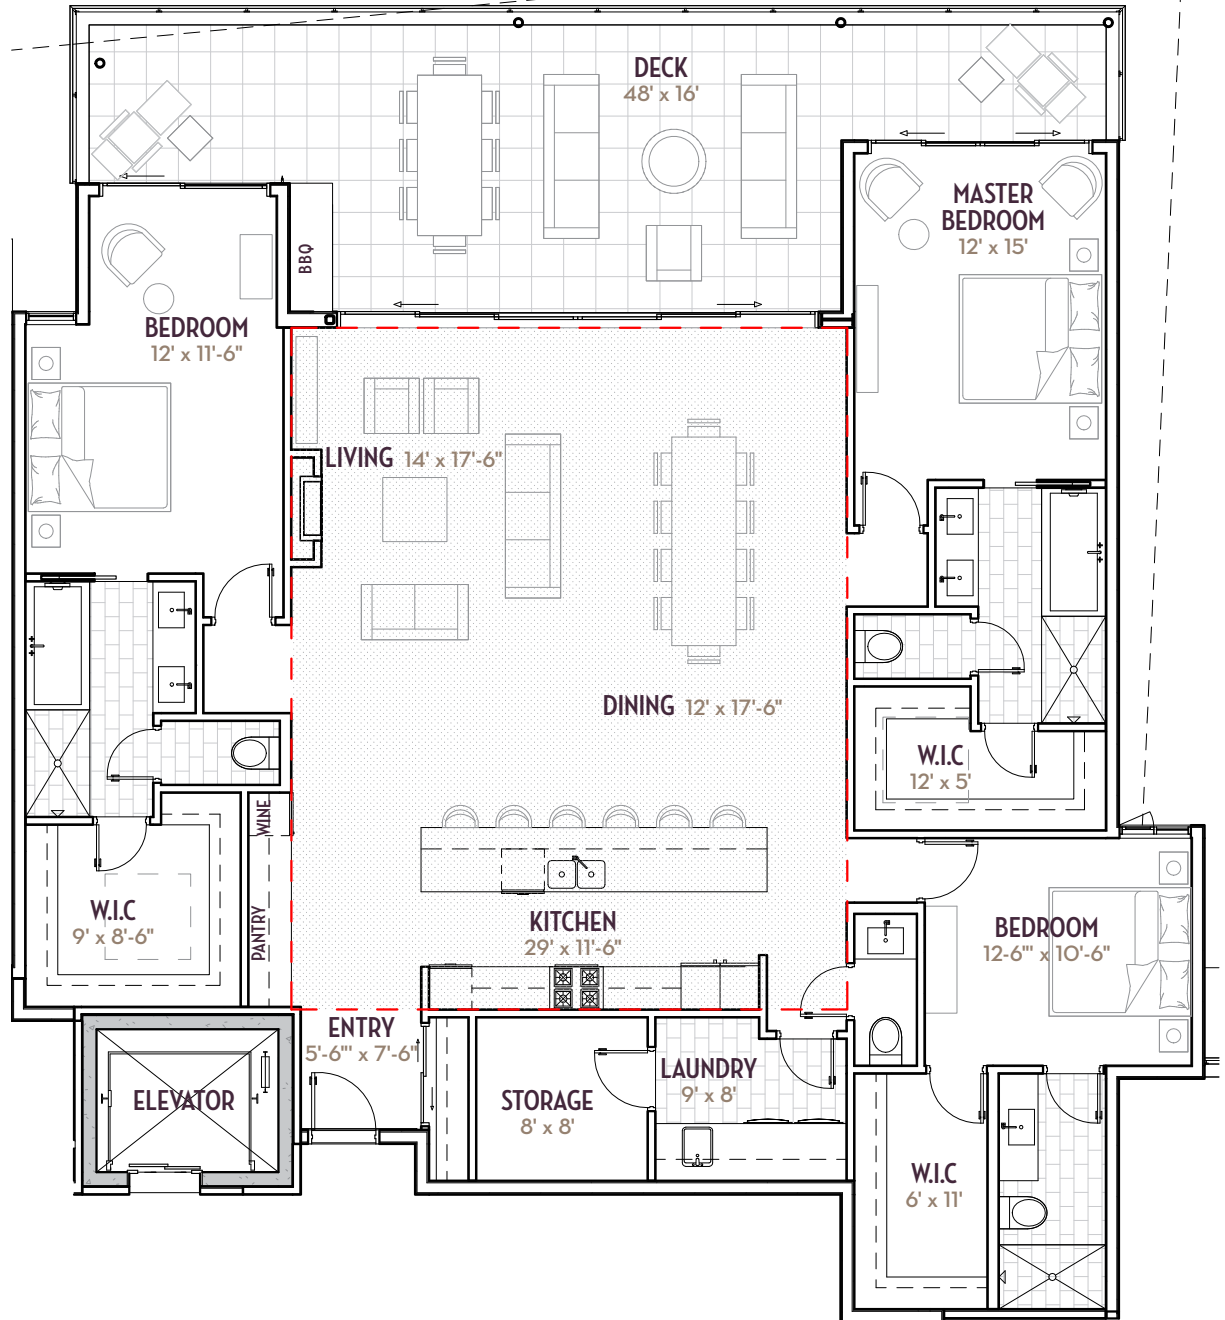 DECK
48' x 16'
MASTER
BEDROOM
12' x 15'
BBQ
BEDROOM
12' x 11'-6"
LIVING 14' x 17'-6"
DINING 12' x 17'-6"
W.I.C
12' x 5'
WINE
PANTRY
W.I.C
9' x 8'-6"
KITCHEN
29' x 11'-6"
BEDROOM
12-6"' x 10'-6"
ENTRY
5'-6"' x 7'-6"
ELEVATOR
STORAGE
8' x 8'
LAUNDRY
9' x 8'
W.I.C
6' x 11'